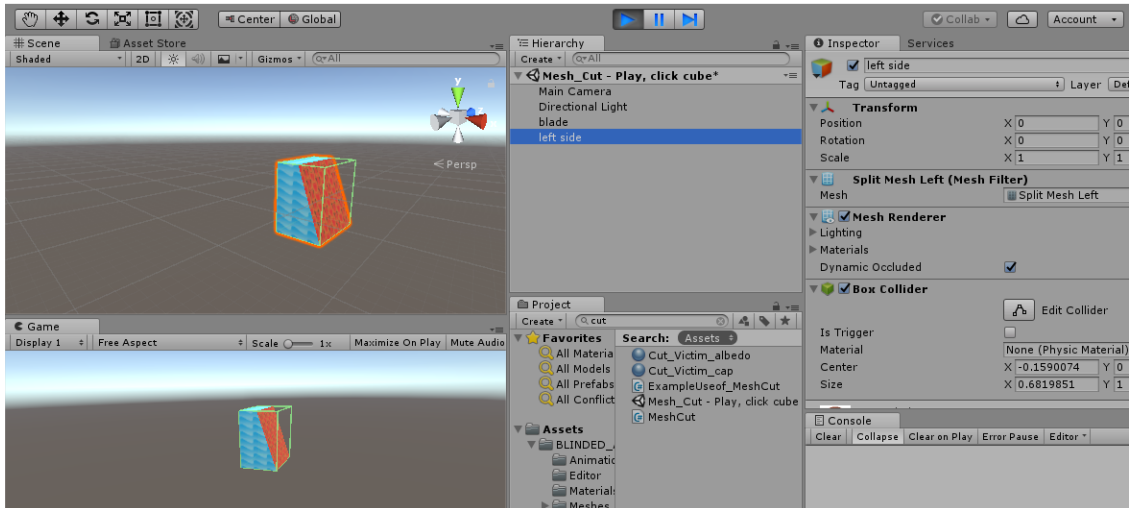 Center Global Collab Account
Scene Asset Store
Shaded 2D Gizmos All
y
z
Persp
Game
Display 1 Free Aspect Scale 1x Maximize On Play Mute Audio
Hierarchy
Create All
Mesh_Cut - Play, click cube*
Main Camera
Directional Light
blade
left side
Project
Create cut
Favorites
All Materia
All Models
All Prefabs
All Conflict
Assets
BLINDED_
Animatic
Editor
Materials
Meshes
Search: Assets
Cut_Victim_albedo
Cut_Victim_cap
ExampleUseof_MeshCut
Mesh_Cut - Play, click cube
MeshCut
Inspector Services
left side
Tag Untagged Layer Def
Transform
Position X 0 Y 0
Rotation X 0 Y 0
Scale X 1 Y 1
Split Mesh Left (Mesh Filter)
Mesh Split Mesh Left
Mesh Renderer
Lighting
Materials
Dynamic Occluded
Box Collider
Edit Collider
Is Trigger
Material None (Physic Material)
Center X -0.1590074 Y 0
Size X 0.6819851 Y 1
Console
Clear Collapse Clear on Play Error Pause Editor